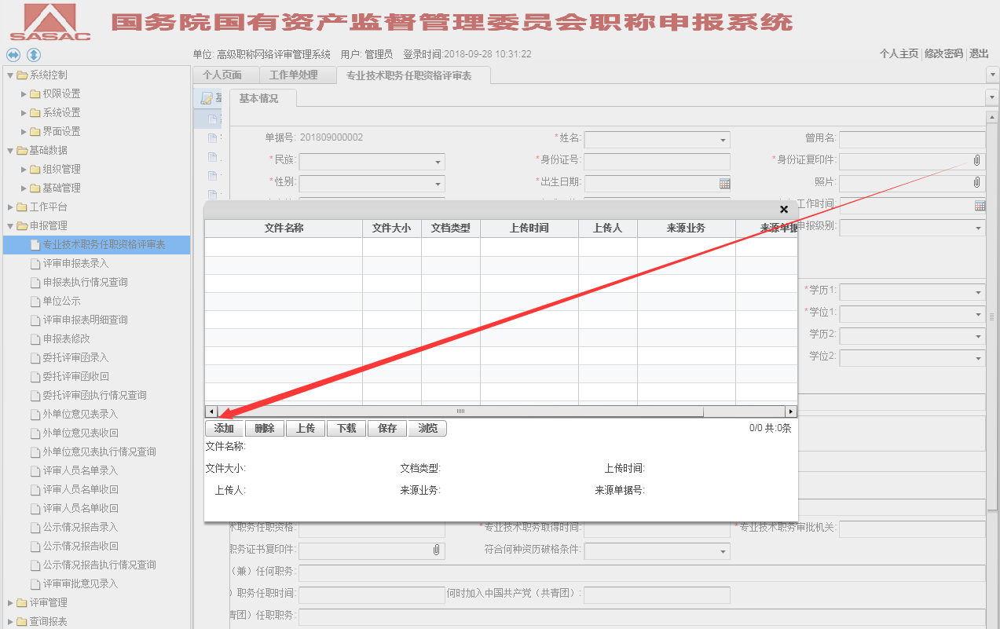 SASAC
国务院国有资产监督管理委员会职称申报系统
单位: 高级职称网络评审管理系统 用户: 管理员 登录时间:2018-09-28 10:31:22
个人主页 修改密码 退出
系统控制
权限设置
系统设置
界面设置
基础数据
组织管理
基础管理
工作平台
申报管理
专业技术职务任职资格评审表
评审申报表录入
申报表执行情况查询
单位公示
评审申报表明细查询
申报表修改
委托评审函录入
委托评审函收回
委托评审函执行情况查询
外单位意见表录入
外单位意见表收回
外单位意见表执行情况查询
评审人员名单录入
评审人员名单收回
评审人员名单收回
公示情况报告录入
公示情况报告收回
公示情况报告执行情况查询
评审审批意见录入
评审管理
查询报表
个人页面 工作单处理 专业技术职务任职资格评审表
基本情况
单据号: 201809000002 *姓名: 曾用名:
*民族: *身份证号: *身份证复印件:
*性别: *出生日期: 照片:
工作时间:
申报级别:
文件名称 文件大小 文档类型 上传时间 上传人 来源业务 来源单据
*学历1:
*学位1:
学历2:
学位2:
添加 删除 上传 下载 保存 浏览 0/0 共:0条
文件名称:
文件大小: 文档类型: 上传时间:
上传人: 来源业务: 来源单据号:
术职务任职资格: *专业技术职务取得时间: *专业技术职务审批机关:
职务证书复印件: 符合何种资历破格条件:
（兼）任何职务:
）职务任职时间: 何时加入中国共产党（共青团）:
青团）任职职务: